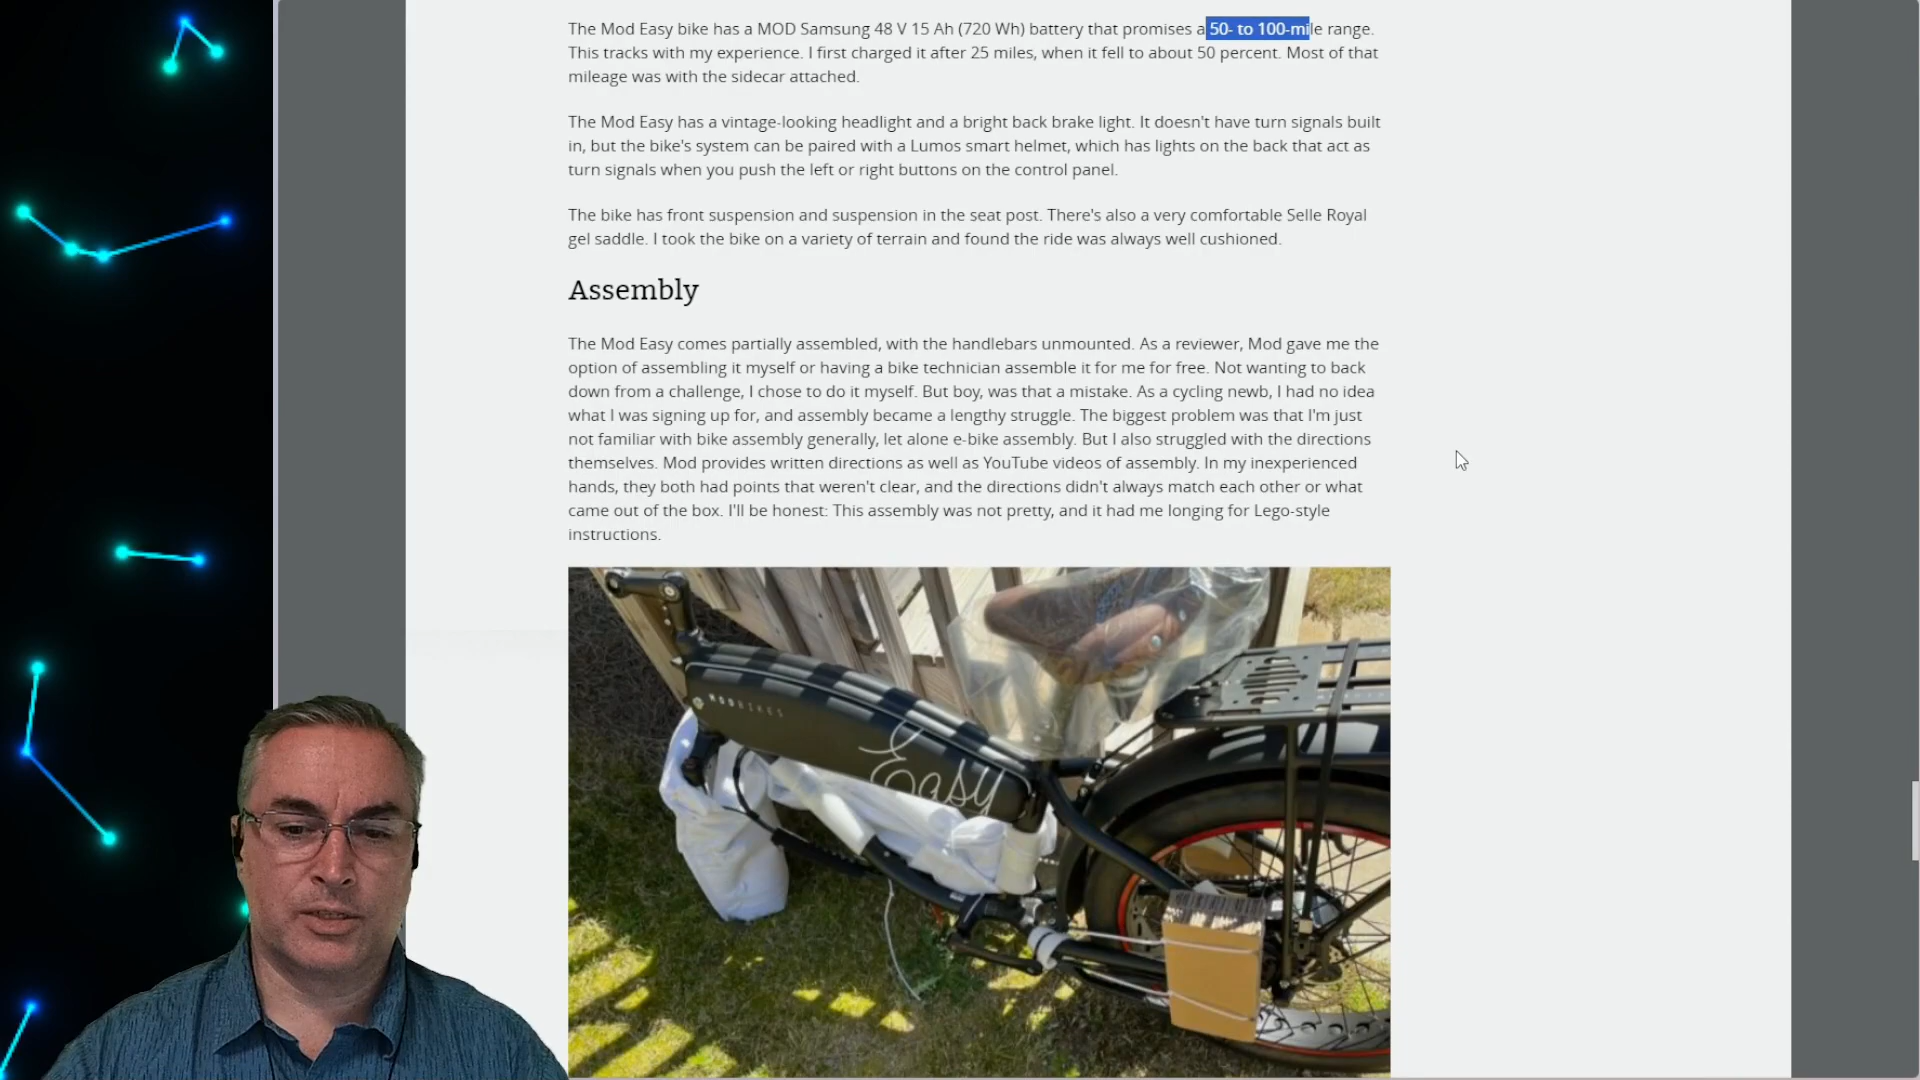 The Mod Easy bike has a MOD Samsung 48 V 15 Ah (720 Wh) battery that promises a 50- to 100-mile range.
This tracks with my experience. I first charged it after 25 miles, when it fell to about 50 percent. Most of that
mileage was with the sidecar attached.
The Mod Easy has a vintage-looking headlight and a bright back brake light. It doesn't have turn signals built
in, but the bike's system can be paired with a Lumos smart helmet, which has lights on the back that act as
turn signals when you push the left or right buttons on the control panel.
The bike has front suspension and suspension in the seat post. There's also a very comfortable Selle Royal
gel saddle. I took the bike on a variety of terrain and found the ride was always well cushioned.
Assembly
The Mod Easy comes partially assembled, with the handlebars unmounted. As a reviewer, Mod gave me the
option of assembling it myself or having a bike technician assemble it for me for free. Not wanting to back
down from a challenge, I chose to do it myself. But boy, was that a mistake. As a cycling newb, I had no idea
what I was signing up for, and assembly became a lengthy struggle. The biggest problem was that I'm just
not familiar with bike assembly generally, let alone e-bike assembly. But I also struggled with the directions
themselves. Mod provides written directions as well as YouTube videos of assembly. In my inexperienced
hands, they both had points that weren't clear, and the directions didn't always match each other or what
came out of the box. I'll be honest: This assembly was not pretty, and it had me longing for Lego-style
instructions.
MODBIKES
Easy